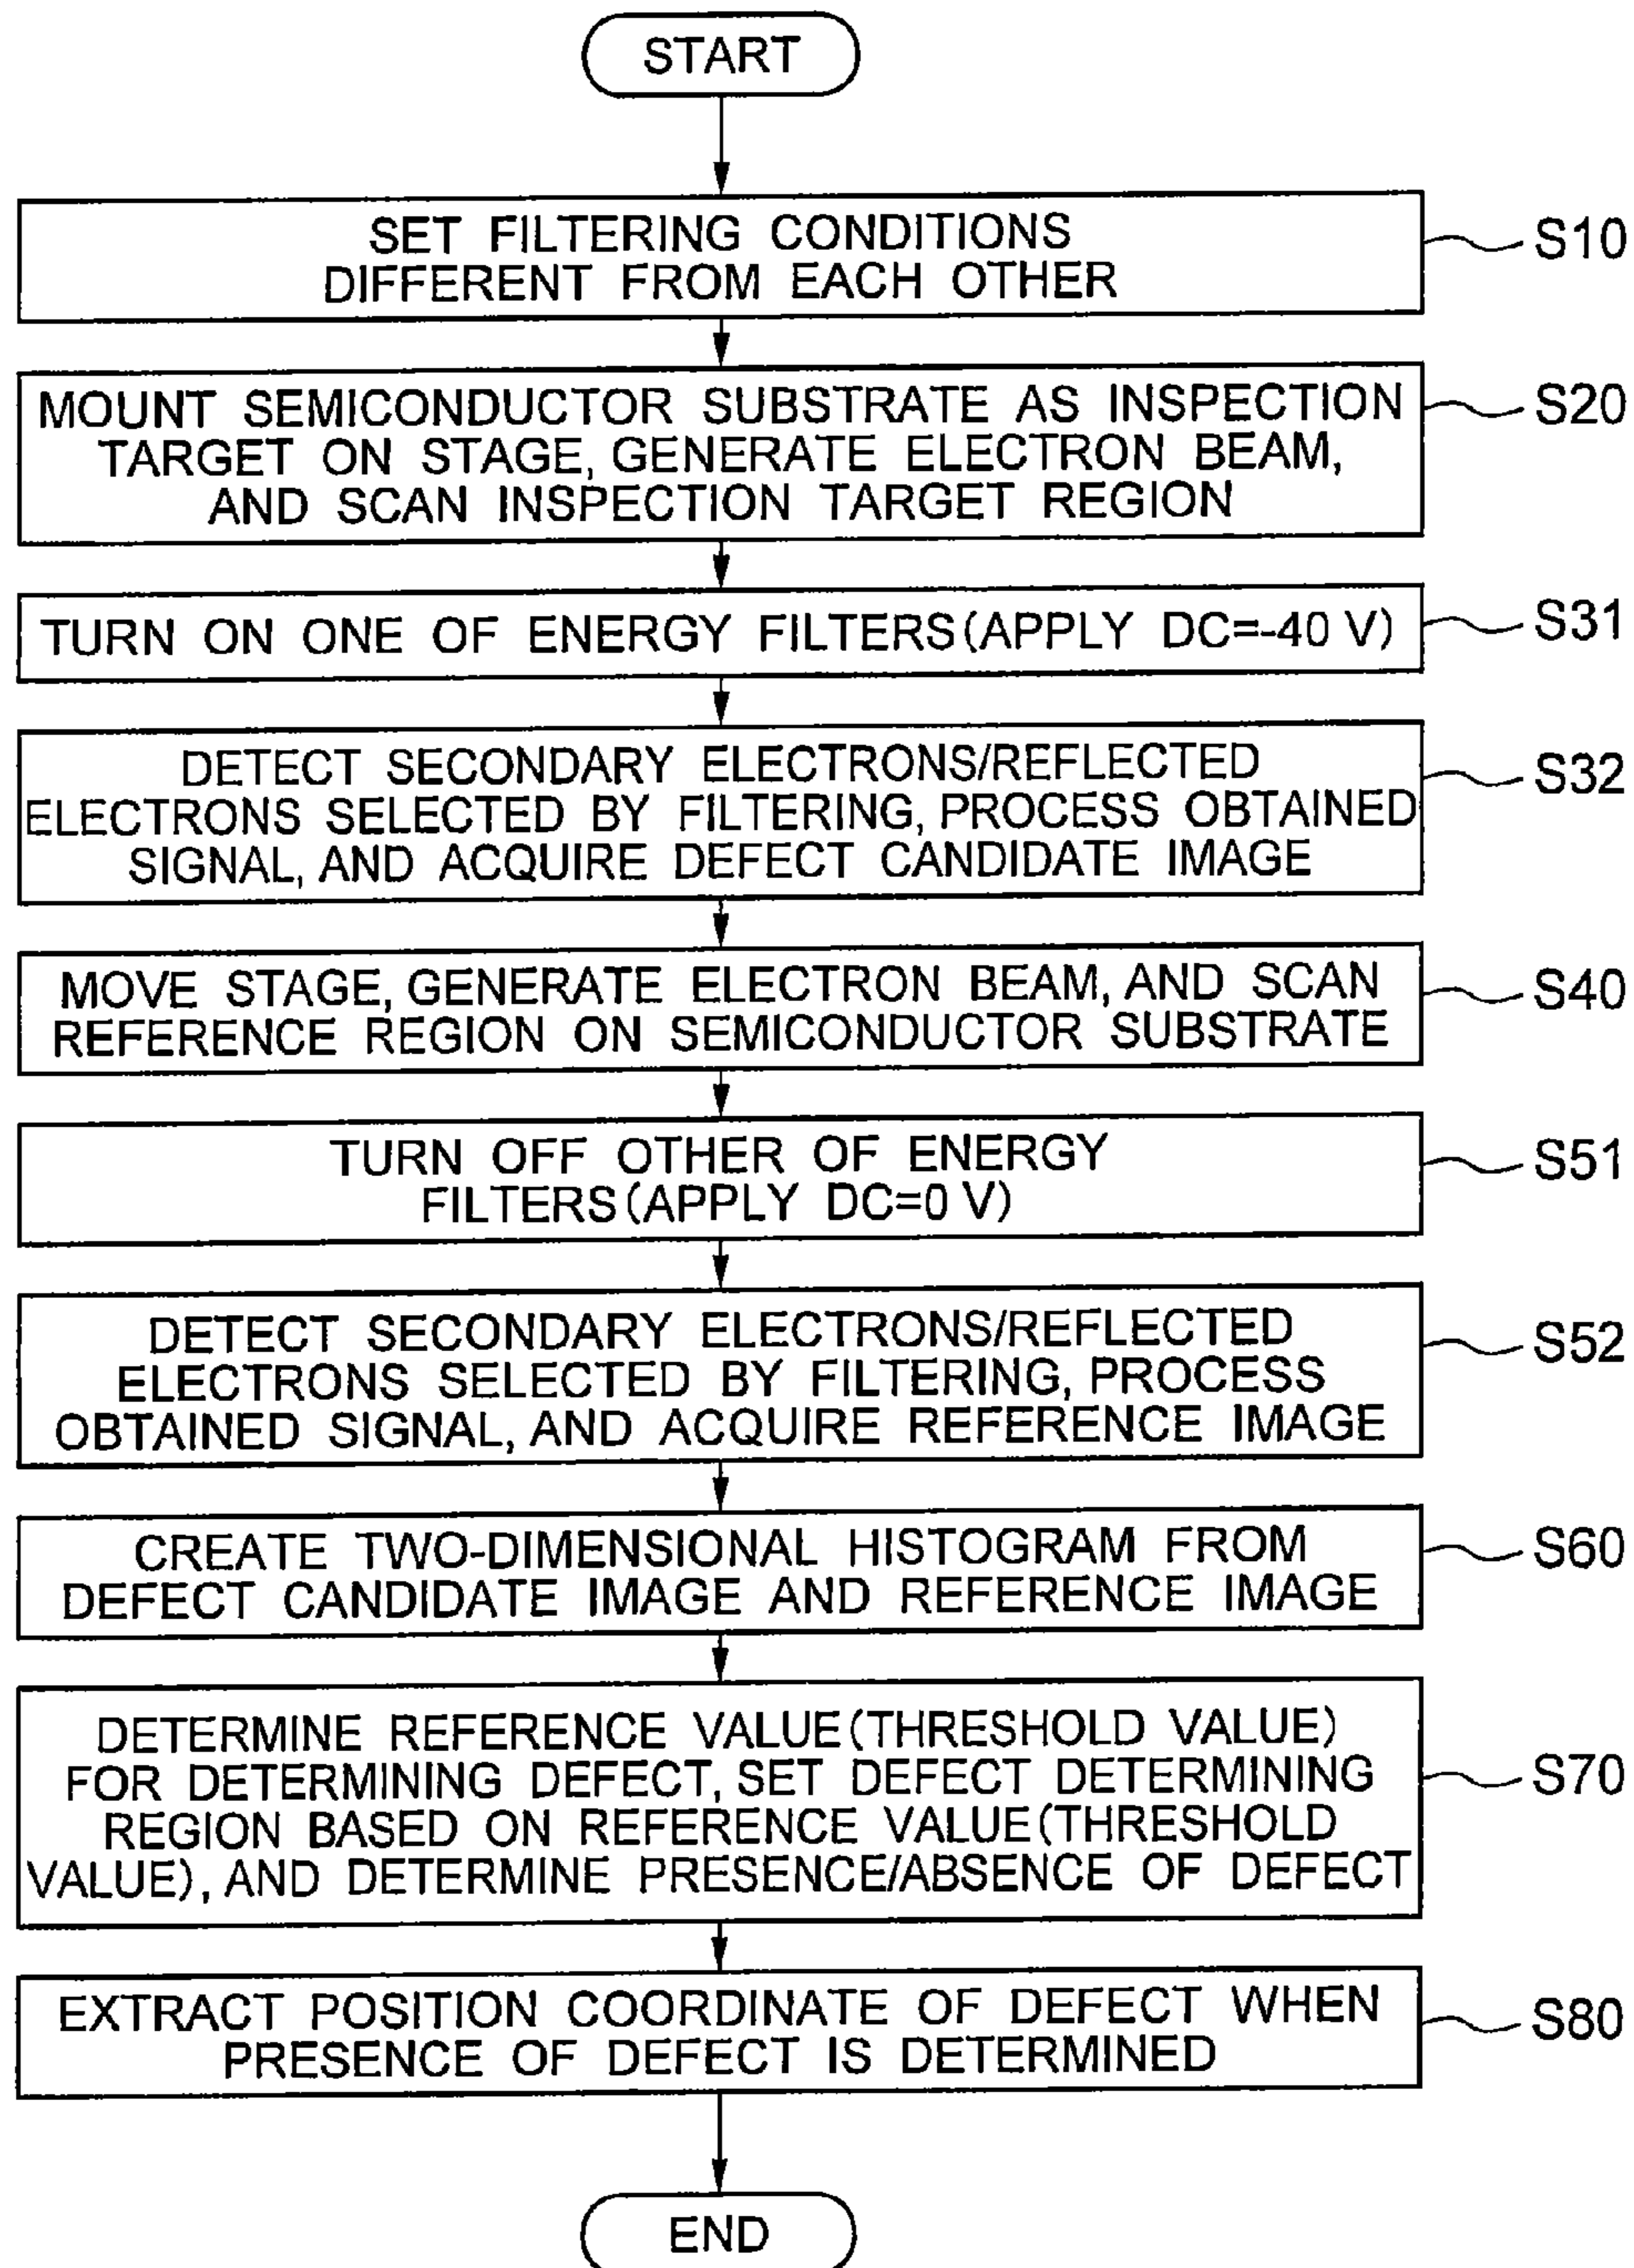 START
SET FILTERING CONDITIONS
DIFFERENT FROM EACH OTHER
S10
MOUNT SEMICONDUCTOR SUBSTRATE AS INSPECTION
TARGET ON STAGE, GENERATE ELECTRON BEAM,
AND SCAN INSPECTION TARGET REGION
S20
TURN ON ONE OF ENERGY FILTERS(APPLY DC=-40 V)
S31
DETECT SECONDARY ELECTRONS/REFLECTED
ELECTRONS SELECTED BY FILTERING, PROCESS OBTAINED
SIGNAL, AND ACQUIRE DEFECT CANDIDATE IMAGE
S32
MOVE STAGE, GENERATE ELECTRON BEAM, AND SCAN
REFERENCE REGION ON SEMICONDUCTOR SUBSTRATE
S40
TURN OFF OTHER OF ENERGY
FILTERS(APPLY DC=0 V)
S51
DETECT SECONDARY ELECTRONS/REFLECTED
ELECTRONS SELECTED BY FILTERING, PROCESS
OBTAINED SIGNAL, AND ACQUIRE REFERENCE IMAGE
S52
CREATE TWO-DIMENSIONAL HISTOGRAM FROM
DEFECT CANDIDATE IMAGE AND REFERENCE IMAGE
S60
DETERMINE REFERENCE VALUE(THRESHOLD VALUE)
FOR DETERMINING DEFECT, SET DEFECT DETERMINING
REGION BASED ON REFERENCE VALUE(THRESHOLD
VALUE), AND DETERMINE PRESENCE/ABSENCE OF DEFECT
S70
EXTRACT POSITION COORDINATE OF DEFECT WHEN
PRESENCE OF DEFECT IS DETERMINED
S80
END